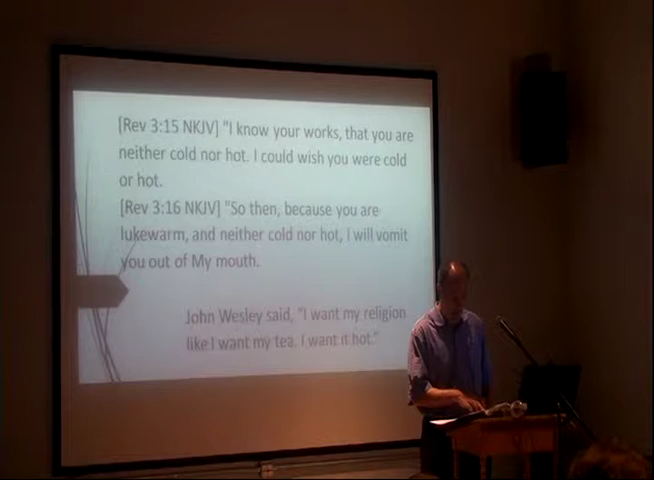 [Rev 3:15 NKJV] "I know your works, that you are
neither cold nor hot. I could wish you were cold
or hot.
[Rev 3:16 NKJV] "So then, because you are
lukewarm, and neither cold nor hot, I will vomit
you out of My mouth.
John Wesley said, "I want my religion
like I want my tea. I want it hot."